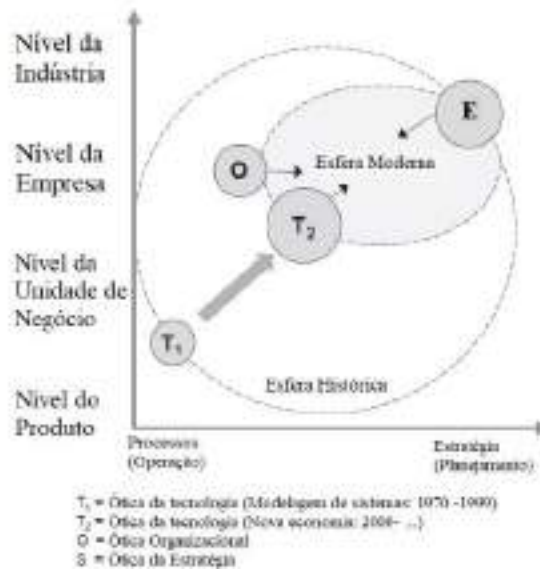 Nível da
Indústria
E
Nível da
Empresa
O
Esfera Moderna
T2
Nível da
Unidade de
Negócio
T1
Esfera Histórica
Nível do
Produto
Processos
(Operação)
Estratégia
(Planejamento)
T1 = Ótica da tecnologia (Modelagem de sistemas: 1970 -1990)
T2 = Ótica da tecnologia (Nova economia: 2000- ...)
O = Ótica Organizacional
S = Ótica da Estratégia